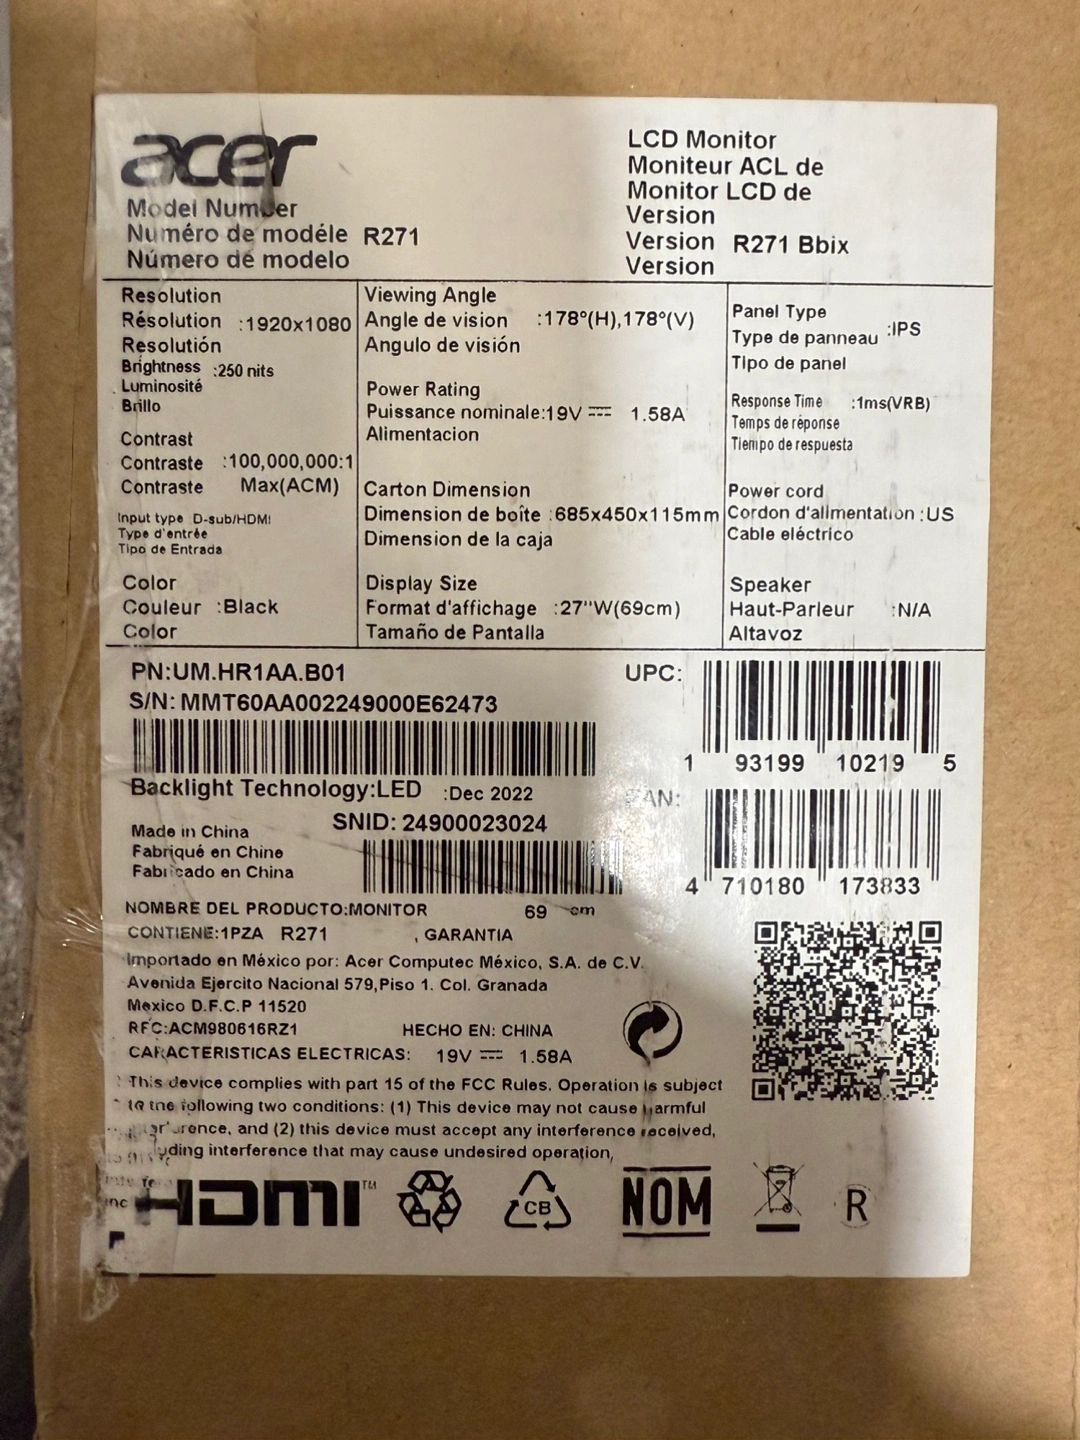 acer
Model Number
Numéro de modéle R271
Número de modelo
LCD Monitor
Moniteur ACL de
Monitor LCD de
Version
Version R271 Bbix
Version
Resolution
Résolution :1920x1080
Resolutión
Brightness :250 nits
Luminosité
Brillo
Contrast
Contraste :100,000,000:1
Contraste Max(ACM)
Input type D-sub/HDMI
Type d'entrée
Tipo de Entrada
Color
Couleur :Black
Color
Viewing Angle
Angle de vision :178°(H),178°(V)
Angulo de visión
Power Rating
Puissance nominale:19V ⎓ 1.58A
Alimentacion
Carton Dimension
Dimension de boîte :685x450x115mm
Dimension de la caja
Display Size
Format d'affichage :27"W(69cm)
Tamaño de Pantalla
Panel Type
Type de panneau :IPS
Tipo de panel
Response Time :1ms(VRB)
Temps de réponse
Tiempo de respuesta
Power cord
Cordon d'alimentation :US
Cable eléctrico
Speaker
Haut-Parleur :N/A
Altavoz
PN:UM.HR1AA.B01
S/N: MMT60AA002249000E62473
Backlight Technology:LED :Dec 2022
UPC:
1 93199 10219 5
EAN:
4 710180 173833
SNID: 24900023024
Made in China
Fabriqué en Chine
Fabricado en China
NOMBRE DEL PRODUCTO:MONITOR 69 cm
CONTIENE:1PZA R271 , GARANTIA
Importado en México por: Acer Computec México, S.A. de C.V.
Avenida Ejercito Nacional 579,Piso 1. Col. Granada
Mexico D.F.C.P 11520
RFC:ACM980616RZ1 HECHO EN: CHINA
CARACTERISTICAS ELECTRICAS: 19V ⎓ 1.58A
This device complies with part 15 of the FCC Rules. Operation is subject
to the following two conditions: (1) This device may not cause harmful
and (2) this device must accept any interference received,
interference that may cause undesired operation,
HDMI™
CB
NOM
R